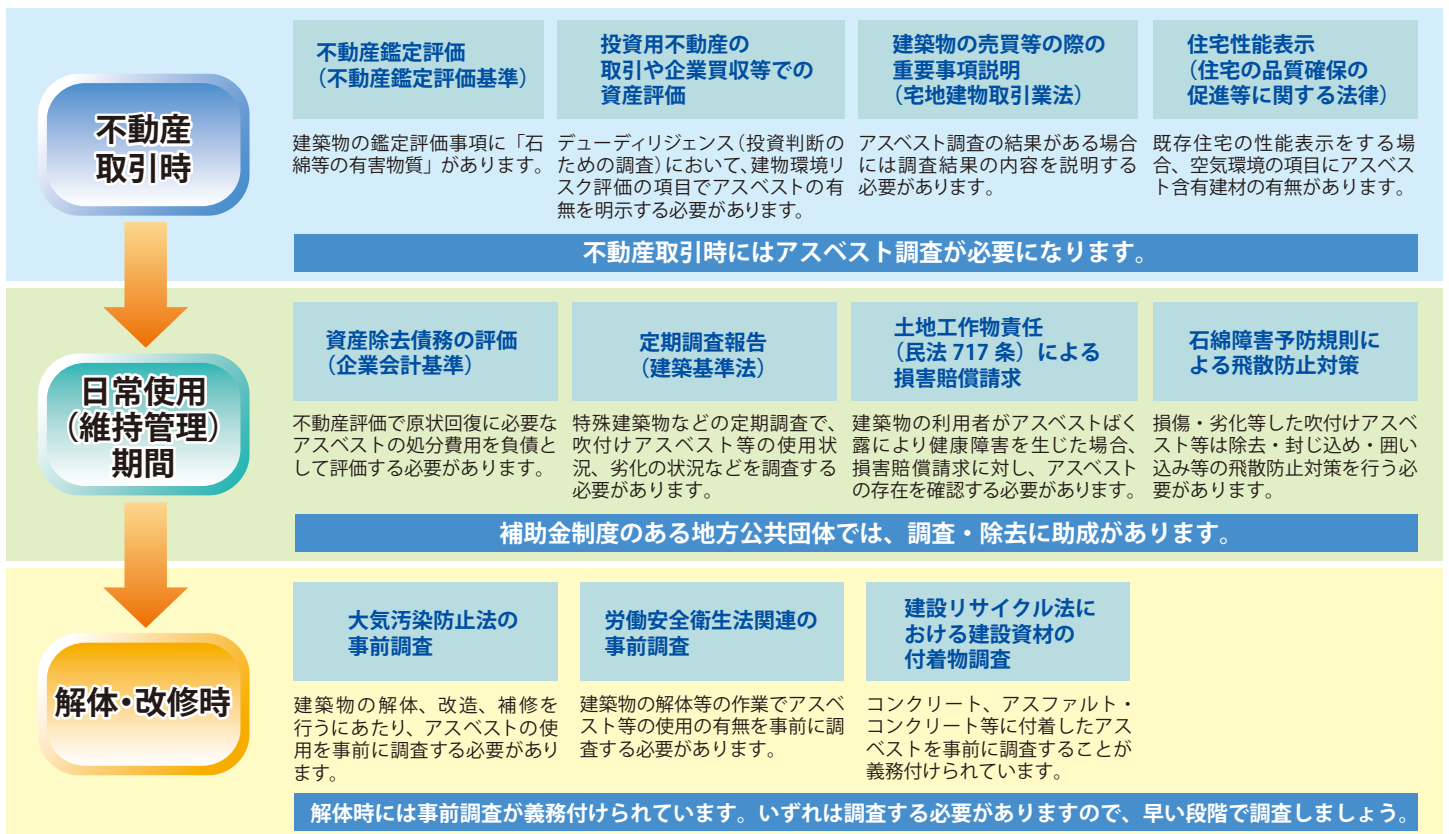 不動産
取引時
不動産鑑定評価
（不動産鑑定評価基準）
建築物の鑑定評価事項に「石
綿等の有害物質」があります。
投資用不動産の
取引や企業買収等での
資産評価
デューディリジェンス（投資判断の
ための調査）において、建物環境リ
スク評価の項目でアスベストの有
無を明示する必要があります。
建築物の売買等の際の
重要事項説明
（宅地建物取引業法）
アスベスト調査の結果がある場合
には調査結果の内容を説明する
必要があります。
住宅性能表示
（住宅の品質確保の
促進等に関する法律）
既存住宅の性能表示をする場
合、空気環境の項目にアスベス
ト含有建材の有無があります。
不動産取引時にはアスベスト調査が必要になります。
日常使用
（維持管理）
期間
資産除去債務の評価
（企業会計基準）
不動産評価で原状回復に必要な
アスベストの処分費用を負債と
して評価する必要があります。
定期調査報告
（建築基準法）
特殊建築物などの定期調査で、
吹付けアスベスト等の使用状
況、劣化の状況などを調査する
必要があります。
土地工作物責任
（民法 717 条）による
損害賠償請求
建築物の利用者がアスベストばく
露により健康障害を生じた場合、
損害賠償請求に対し、アスベスト
の存在を確認する必要があります。
石綿障害予防規則に
よる飛散防止対策
損傷・劣化等した吹付けアスベ
スト等は除去・封じ込め・囲い
込み等の飛散防止対策を行う必
要があります。
補助金制度のある地方公共団体では、調査・除去に助成があります。
解体・改修時
大気汚染防止法の
事前調査
建築物の解体、改造、補修を
行うにあたり、アスベストの使
用を事前に調査する必要があり
ます。
労働安全衛生法関連の
事前調査
建築物の解体等の作業でアスベ
スト等の使用の有無を事前に調
査する必要があります。
建設リサイクル法に
おける建設資材の
付着物調査
コンクリート、アスファルト・
コンクリート等に付着したアス
ベストを事前に調査することが
義務付けられています。
解体時には事前調査が義務付けられています。いずれは調査する必要がありますので、早い段階で調査しましょう。